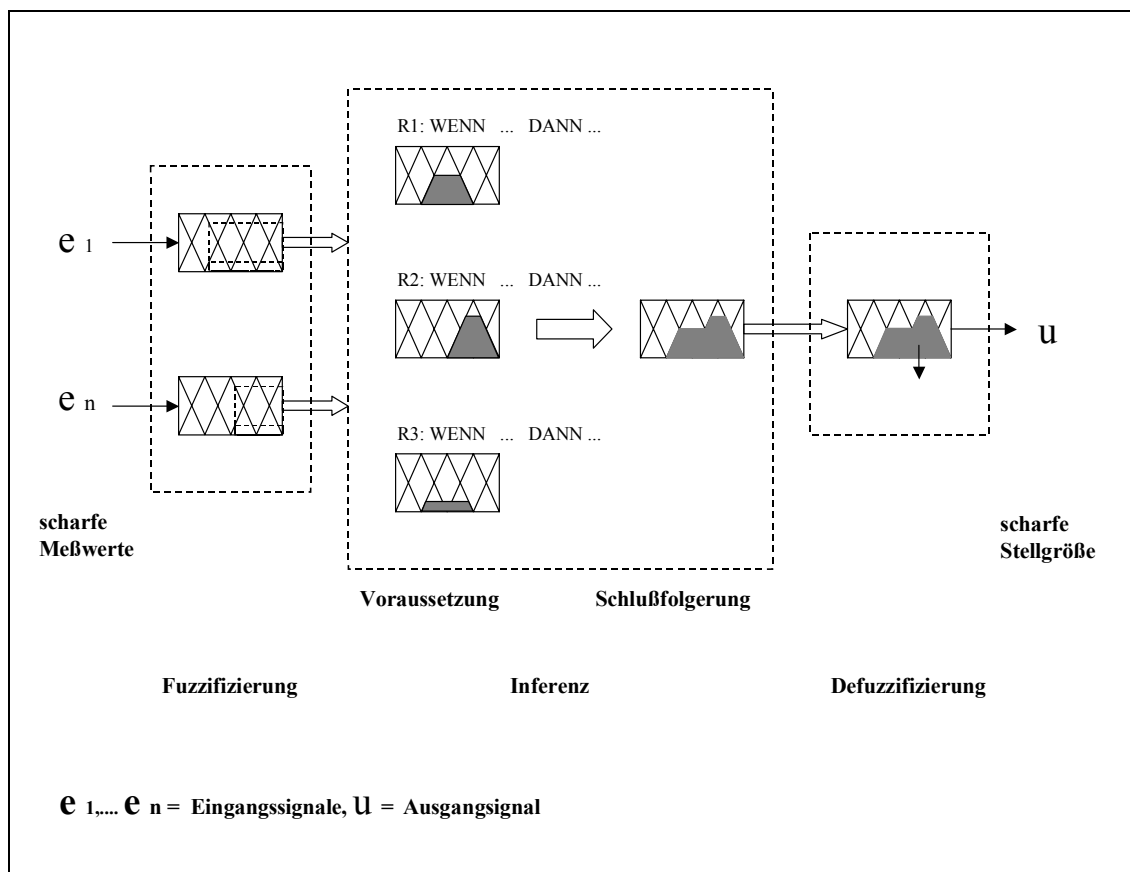 R1: WENN ... DANN ...
e 1
R2: WENN ... DANN ...
u
e n
R3: WENN ... DANN ...
scharfe
Meßwerte
scharfe
Stellgröße
Voraussetzung Schlußfolgerung
Fuzzifizierung Inferenz Defuzzifizierung
e 1,.... e n = Eingangssignale, u = Ausgangsignal